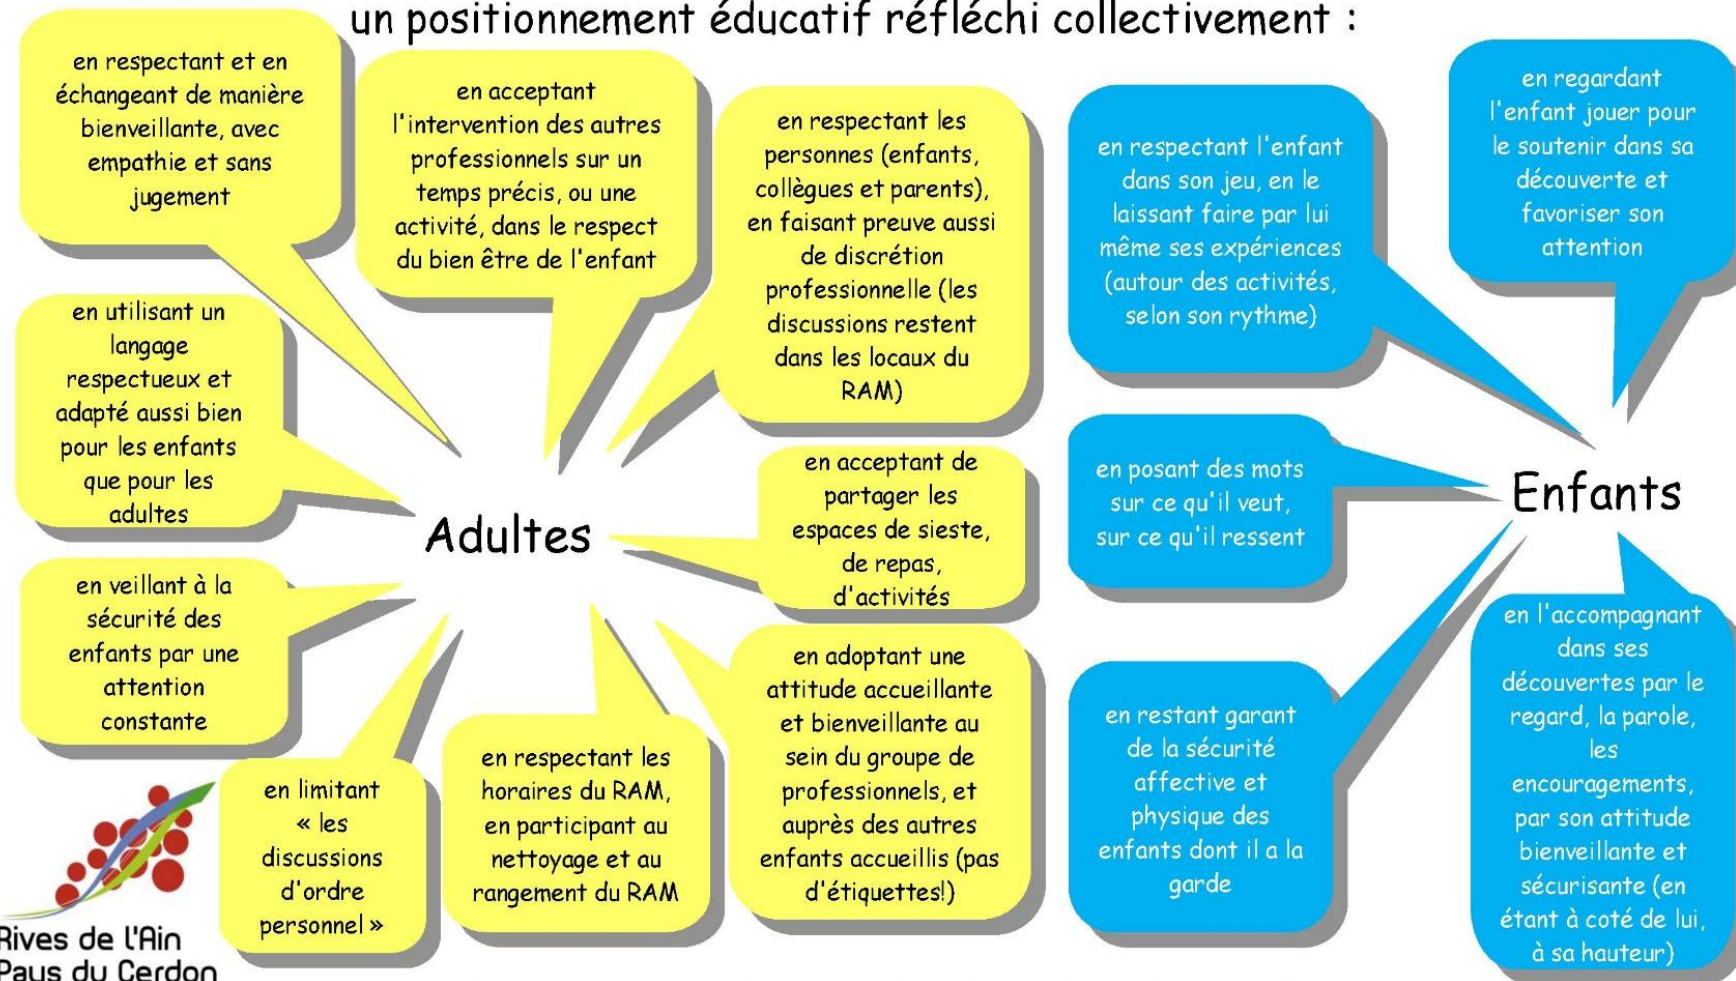 un positionnement éducatif réfléchi collectivement :
en respectant et en
échangeant de manière
bienveillante, avec
empathie et sans
jugement
en acceptant
l'intervention des autres
professionnels sur un
temps précis, ou une
activité, dans le respect
du bien être de l'enfant
en respectant les
personnes (enfants,
collègues et parents),
en faisant preuve aussi
de discrétion
professionnelle (les
discussions restent
dans les locaux du
RAM)
en utilisant un
langage
respectueux et
adapté aussi bien
pour les enfants
que pour les
adultes
Adultes
en acceptant de
partager les
espaces de sieste,
de repas,
d'activités
en veillant à la
sécurité des
enfants par une
attention
constante
en limitant
« les
discussions
d'ordre
personnel »
en respectant les
horaires du RAM,
en participant au
nettoyage et au
rangement du RAM
en adoptant une
attitude accueillante
et bienveillante au
sein du groupe de
professionnels, et
auprès des autres
enfants accueillis (pas
d'étiquettes!)
en respectant l'enfant
dans son jeu, en le
laissant faire par lui
même ses expériences
(autour des activités,
selon son rythme)
en regardant
l'enfant jouer pour
le soutenir dans sa
découverte et
favoriser son
attention
en posant des mots
sur ce qu'il veut,
sur ce qu'il ressent
Enfants
en restant garant
de la sécurité
affective et
physique des
enfants dont il a la
garde
en l'accompagnant
dans ses
découvertes par le
regard, la parole,
les
encouragements,
par son attitude
bienveillante et
sécurisante (en
étant à coté de lui,
à sa hauteur)
Rives de l'Ain
Pays du Cerdon